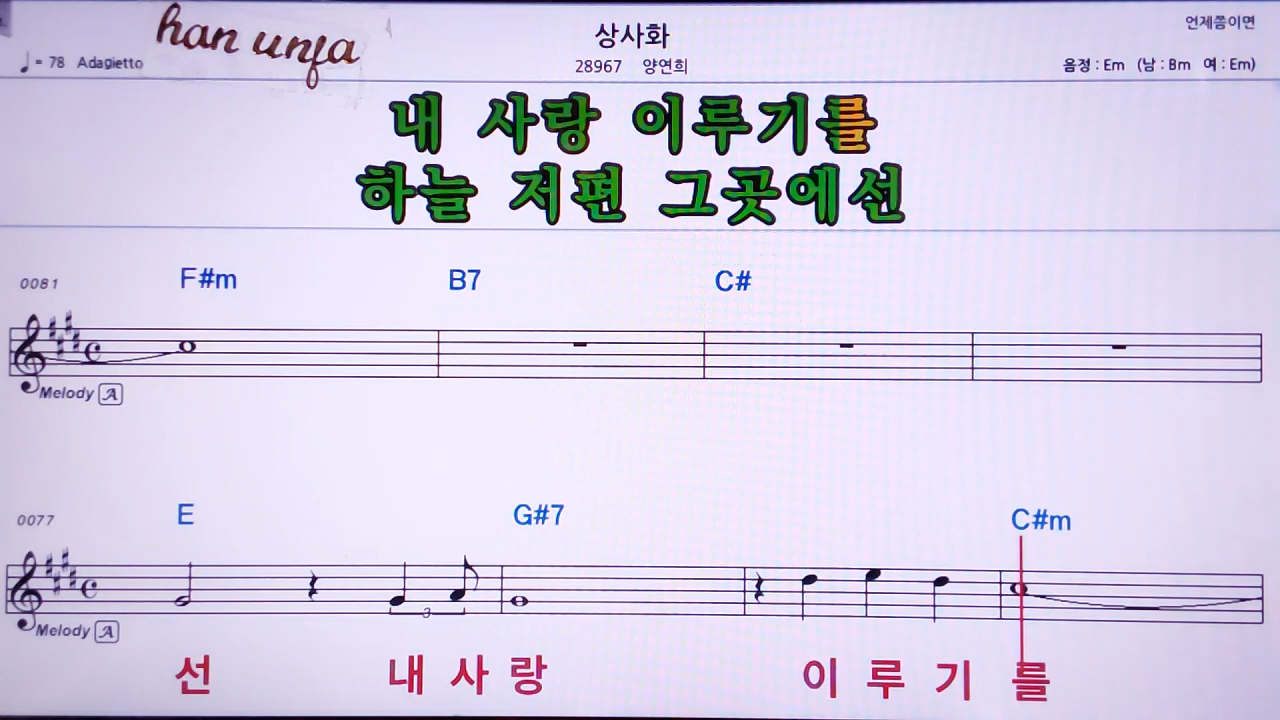 han unja
상사화
언제쯤이면
♩= 78 Adagietto
28967 양연희
음정 : Em (남 : Bm 여 : Em)
내 사랑 이루기를
하늘 저편 그곳에선
0081 F#m B7 C#
Melody A
0077 E G#7 C#m
3
Melody A
선 내 사 랑 이 루 기 를